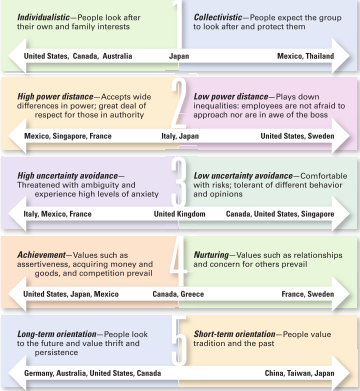 Individualistic—People look after
their own and family interests
1
Collectivistic—People expect the group
to look after and protect them
United States, Canada, Australia
Japan
Mexico, Thailand
High power distance—Accepts wide
differences in power; great deal of
respect for those in authority
2
Low power distance—Plays down
inequalities: employees are not afraid to
approach nor are in awe of the boss
Mexico, Singapore, France
Italy, Japan
United States, Sweden
High uncertainty avoidance—
Threatened with ambiguity and
experience high levels of anxiety
3
Low uncertainty avoidance—Comfortable
with risks; tolerant of different behavior
and opinions
Italy, Mexico, France
United Kingdom
Canada, United States, Singapore
Achievement—Values such as
assertiveness, acquiring money and
goods, and competition prevail
4
Nurturing—Values such as relationships
and concern for others prevail
United States, Japan, Mexico
Canada, Greece
France, Sweden
Long-term orientation—People look
to the future and value thrift and
persistence
5
Short-term orientation—People value
tradition and the past
Germany, Australia, United States, Canada
China, Taiwan, Japan